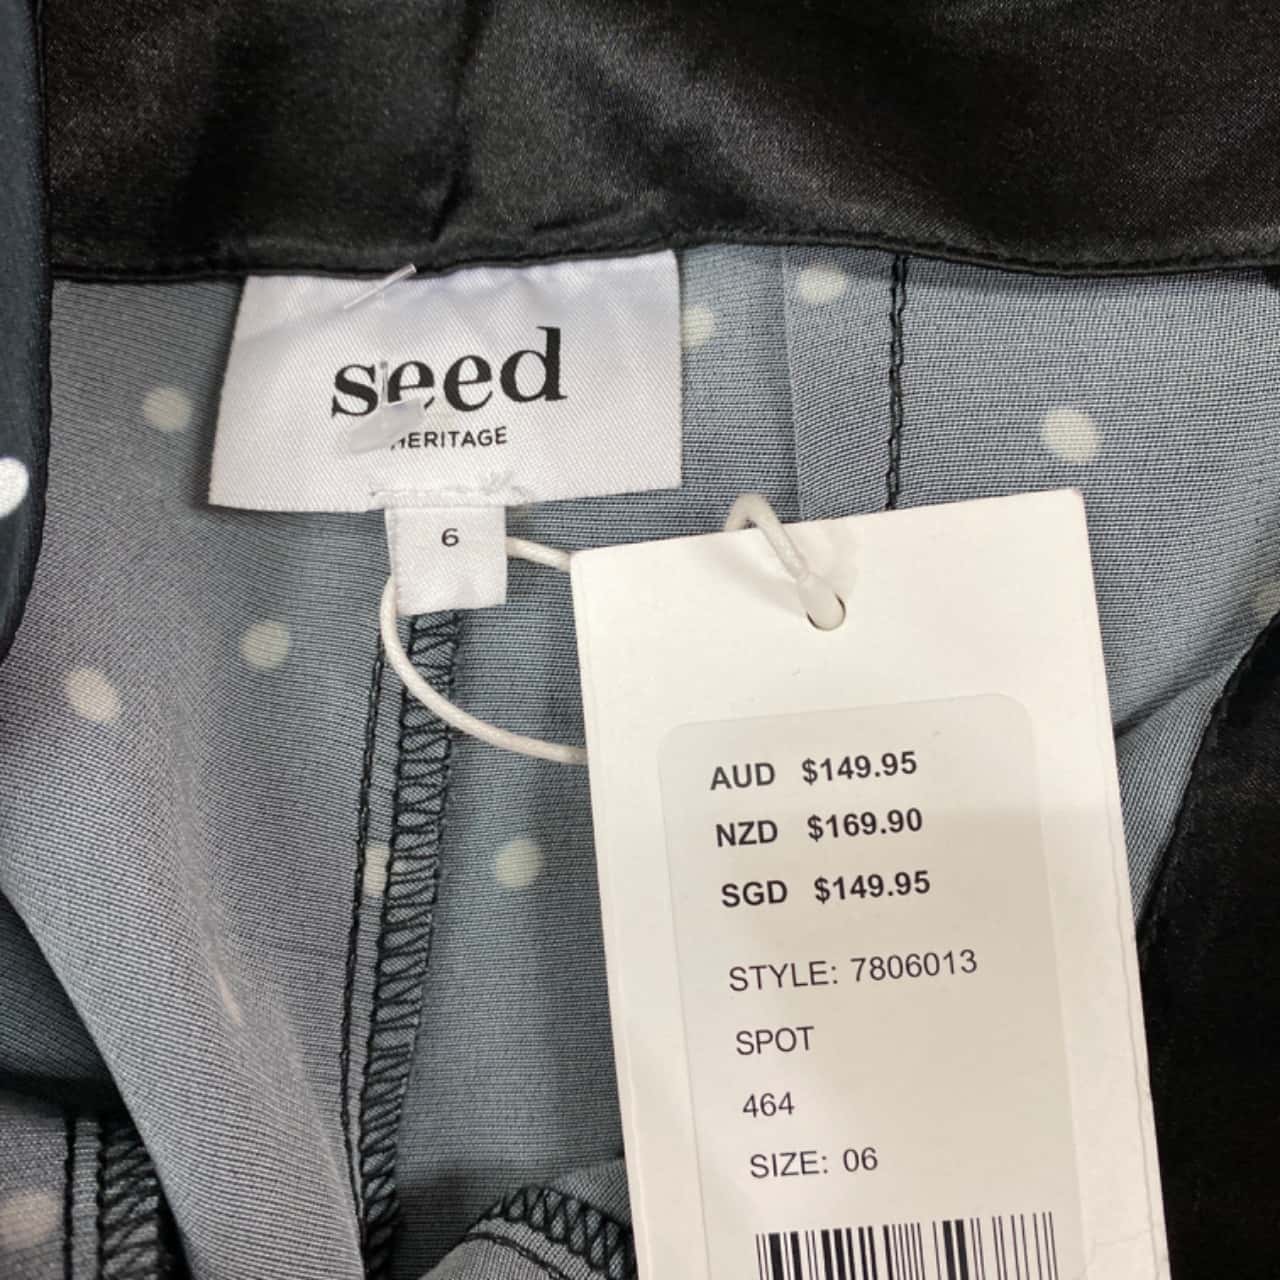 seed
HERITAGE
6
AUD $149.95
NZD $169.90
SGD $149.95
STYLE: 7806013
SPOT
464
SIZE: 06